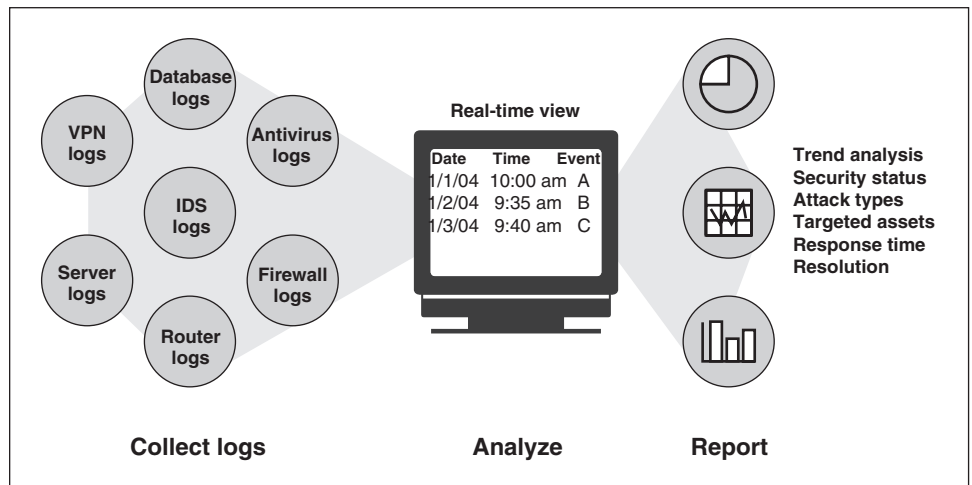 Database
logs
VPN
logs
Antivirus
logs
IDS
logs
Server
logs
Firewall
logs
Router
logs
Real-time view
Date Time Event
1/1/04 10:00 am A
1/2/04 9:35 am B
1/3/04 9:40 am C
Trend analysis
Security status
Attack types
Targeted assets
Response time
Resolution
Collect logs
Analyze
Report